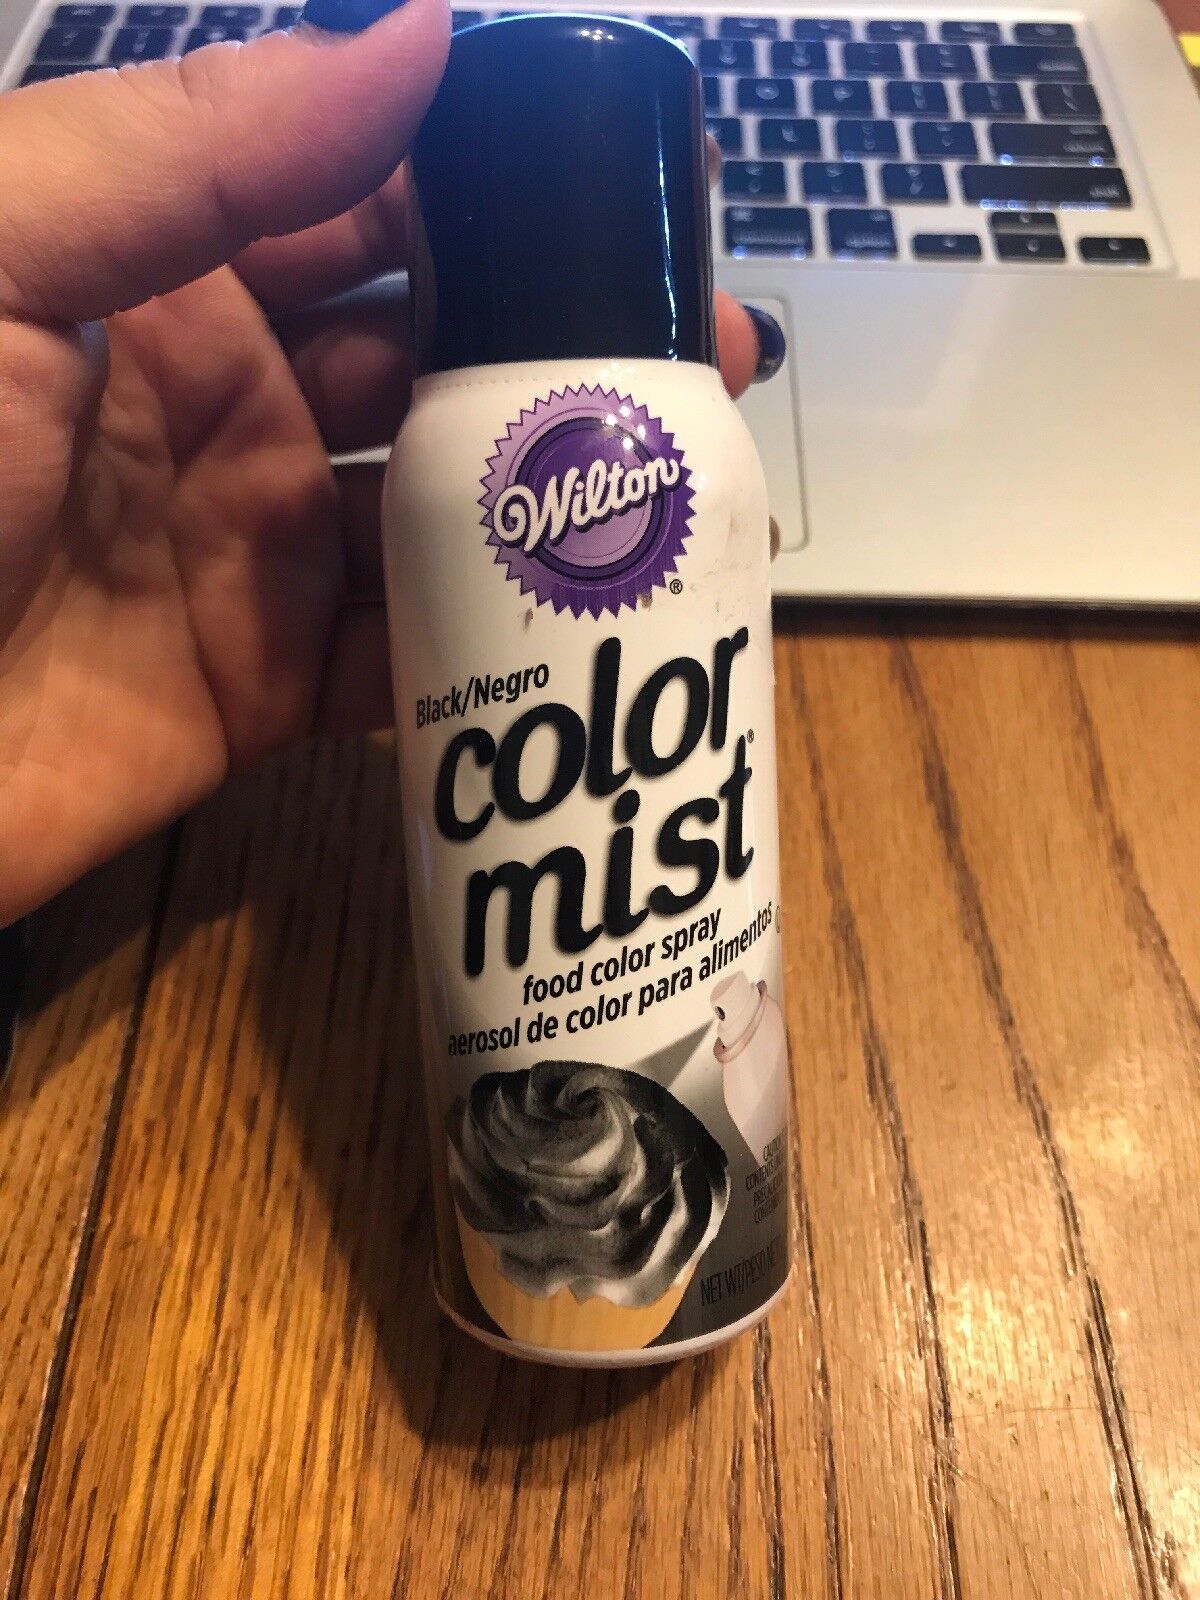 Wilton
®
Black/Negro
color
mist®
food color spray
aerosol de color para alimentos
NET WT/PESO NET